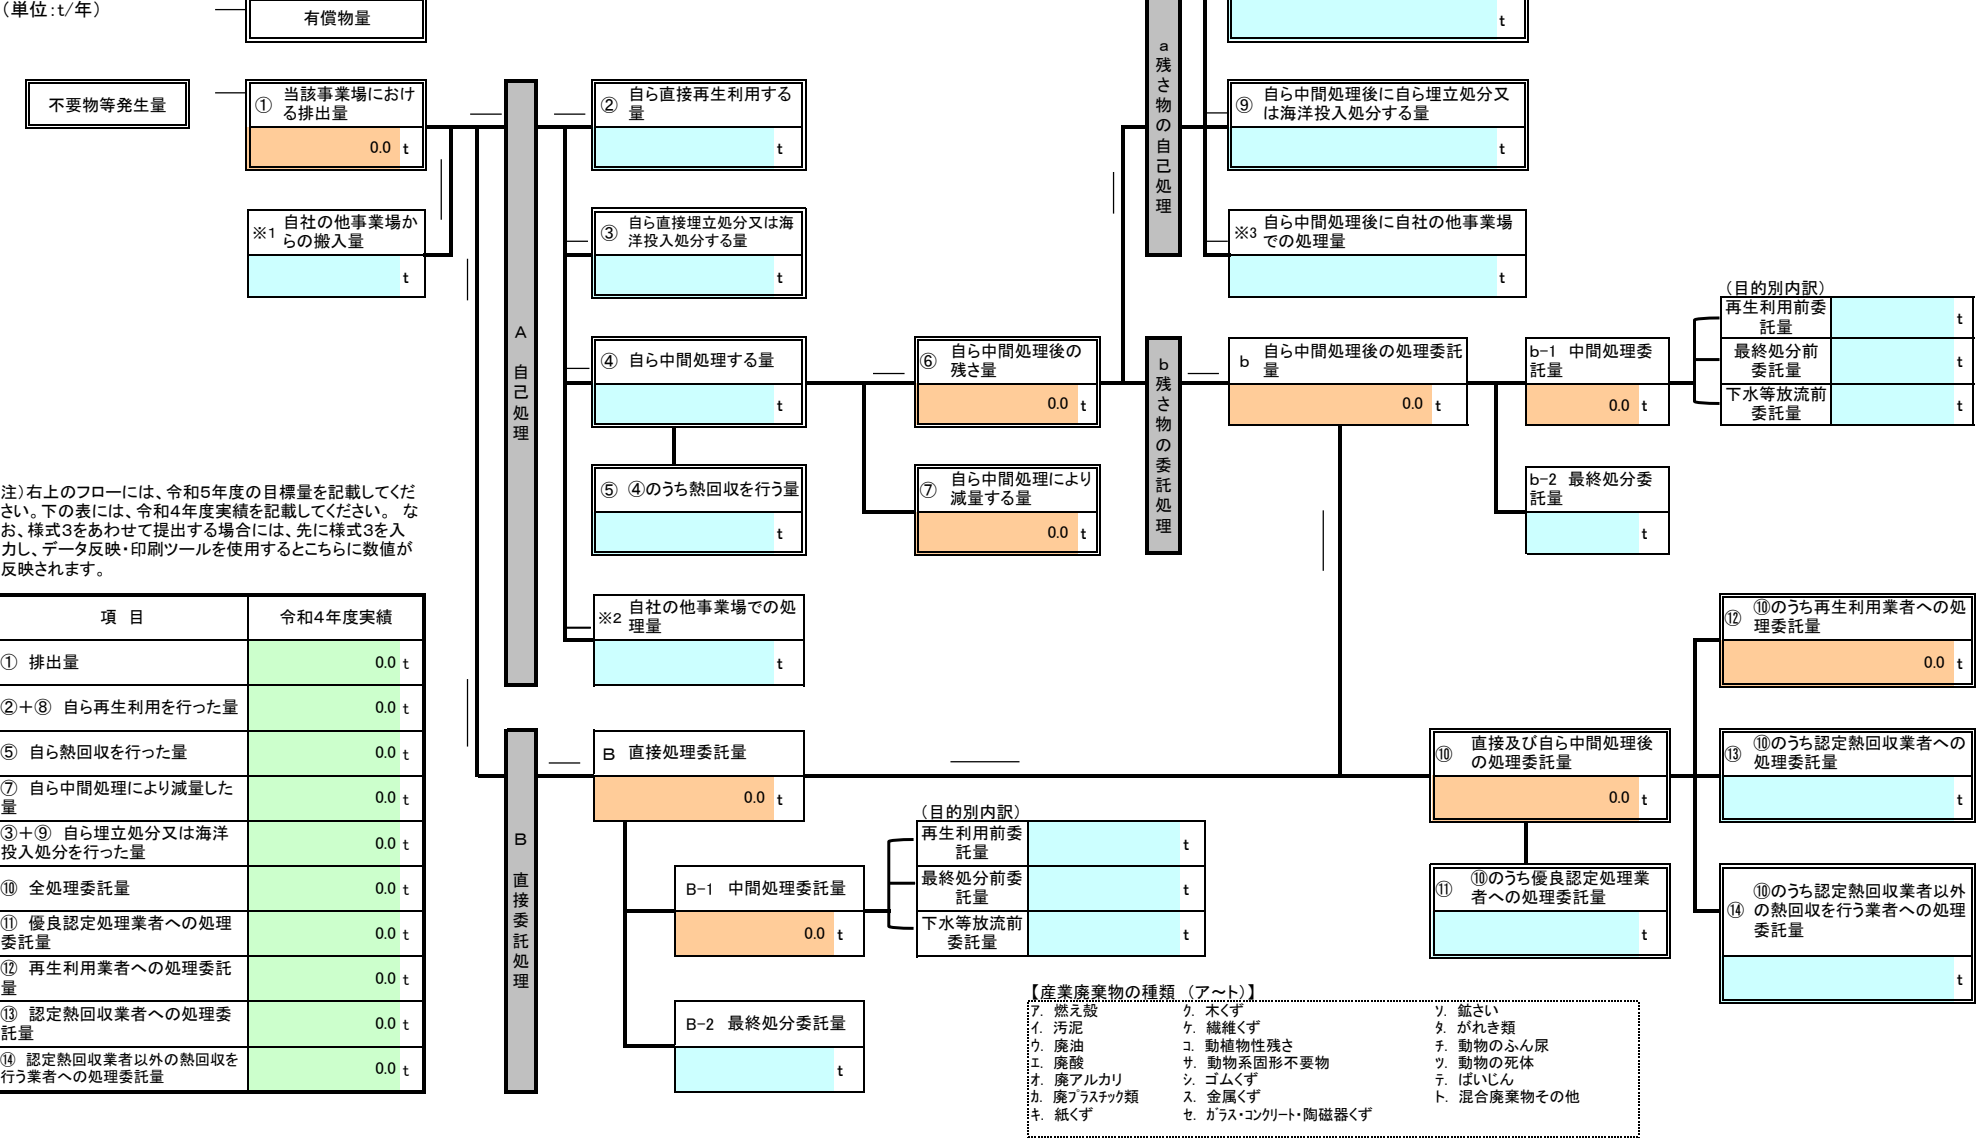 （単位：t/年）
有償物量
t
不要物等発生量
① 当該事業場におけ
る排出量
0.0 t
② 自ら直接再生利用する
量
t
⑨ 自ら中間処理後に自ら埋立処分又
は海洋投入処分する量
t
a
残
さ
物
の
自
己
処
理
※1 自社の他事業場か
らの搬入量
t
③ 自ら直接埋立処分又は海
洋投入処分する量
t
※3 自ら中間処理後に自社の他事業場
での処理量
t
A
自
己
処
理
④ 自ら中間処理する量
t
⑥ 自ら中間処理後の
残さ量
0.0 t
b
残
さ
物
の
委
託
処
理
b 自ら中間処理後の処理委託
量
0.0 t
b-1 中間処理委
託量
0.0 t
（目的別内訳）
再生利用前委
託量
t
最終処分前
委託量
t
下水等放流前
委託量
t
⑤ ④のうち熱回収を行う量
t
⑦ 自ら中間処理により
減量する量
0.0 t
b-2 最終処分委
託量
t
注）右上のフローには、令和５年度の目標量を記載してくだ
さい。下の表には、令和４年度実績を記載してください。 な
お、様式３をあわせて提出する場合には、先に様式３を入
力し、データ反映・印刷ツールを使用するとこちらに数値が
反映されます。
※2 自社の他事業場での処
理量
t
項 目 令和４年度実績
① 排出量 0.0 t
②＋⑧ 自ら再生利用を行った量 0.0 t
⑤ 自ら熱回収を行った量 0.0 t
⑦ 自ら中間処理により減量した
量 0.0 t
③＋⑨ 自ら埋立処分又は海洋
投入処分を行った量 0.0 t
⑩ 全処理委託量 0.0 t
⑪ 優良認定処理業者への処理
委託量 0.0 t
⑫ 再生利用業者への処理委託
量 0.0 t
⑬ 認定熱回収業者への処理委
託量 0.0 t
⑭ 認定熱回収業者以外の熱回収を
行う業者への処理委託量 0.0 t
B
直
接
委
託
処
理
B 直接処理委託量
0.0 t
B-1 中間処理委託量
0.0 t
（目的別内訳）
再生利用前委
託量
t
最終処分前委
託量
t
下水等放流前
委託量
t
B-2 最終処分委託量
t
⑩ 直接及び自ら中間処理後
の処理委託量
0.0 t
⑪ ⑩のうち優良認定処理業
者への処理委託量
t
⑫ ⑩のうち再生利用業者への処
理委託量
0.0 t
⑬ ⑩のうち認定熱回収業者への
処理委託量
t
⑭ ⑩のうち認定熱回収業者以外
の熱回収を行う業者への処理
委託量
t
【産業廃棄物の種類 （ア～ト）】
ｱ. 燃え殻 ｸ. 木くず ｿ. 鉱さい
ｲ. 汚泥 ｹ. 繊維くず ﾀ. がれき類
ｳ. 廃油 ｺ. 動植物性残さ ﾁ. 動物のふん尿
ｴ. 廃酸 ｻ. 動物系固形不要物 ﾂ. 動物の死体
ｵ. 廃アルカリ ｼ. ゴムくず ﾃ. ばいじん
ｶ. 廃ﾌﾟﾗｽﾁｯｸ類 ｽ. 金属くず ﾄ. 混合廃棄物その他
ｷ. 紙くず ｾ. ｶﾞﾗｽ・ｺﾝｸﾘｰﾄ・陶磁器くず